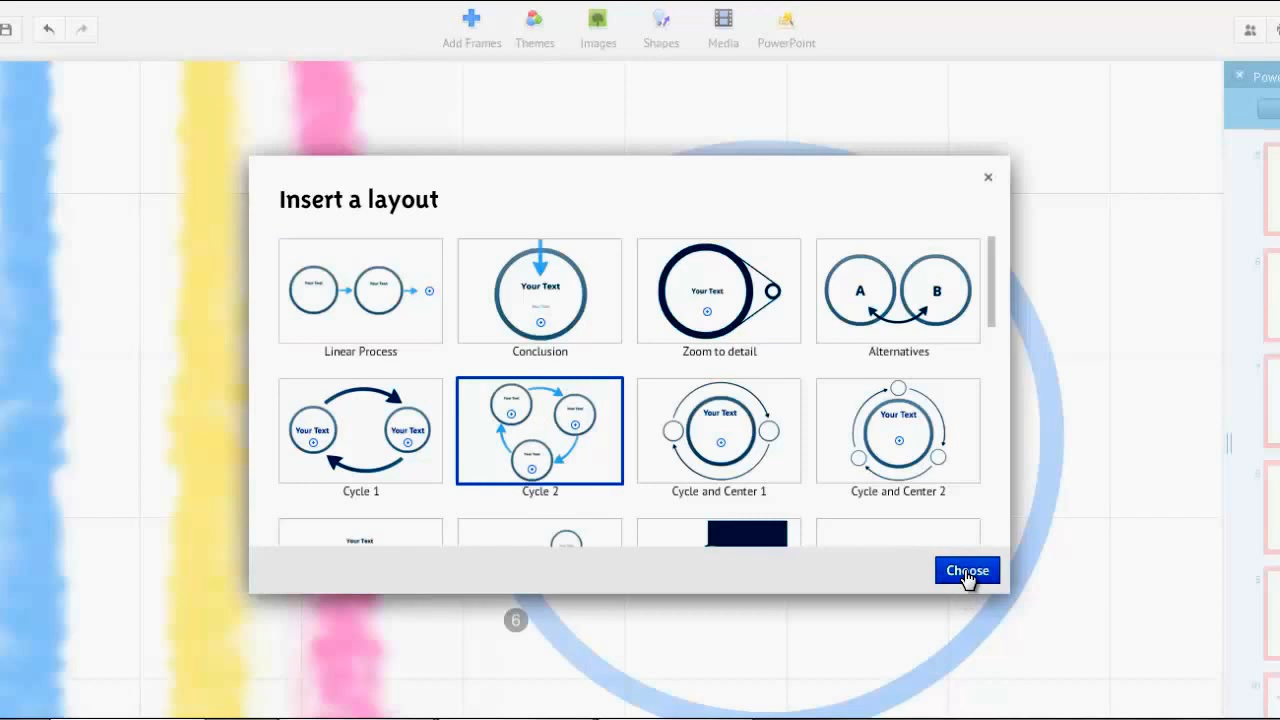 Add Frames Themes Images Shapes Media PowerPoint
Insert a layout
Your Text
Your Text
Your Text
Your Text
A B
Linear Process Conclusion Zoom to detail Alternatives
Your Text Your Text
Your Text
Your Text
Your Text
Your Text
Your Text
Cycle 1 Cycle 2 Cycle and Center 1 Cycle and Center 2
Your Text
Choose
6